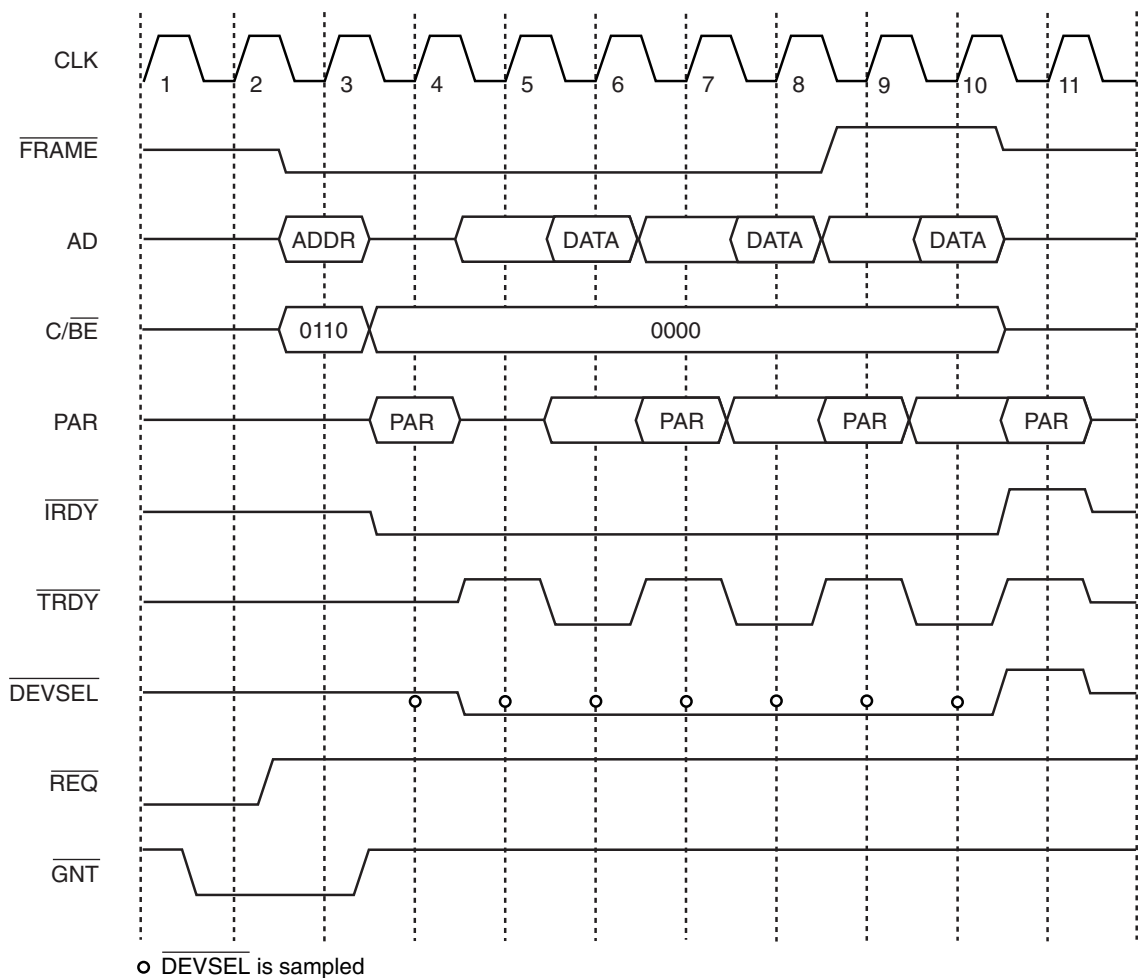 CLK
1 2 3 4 5 6 7 8 9 10 11
FRAME
AD ADDR DATA DATA DATA
C/BE 0110 0000
PAR PAR PAR PAR PAR
IRDY
TRDY
DEVSEL
REQ
GNT
DEVSEL is sampled